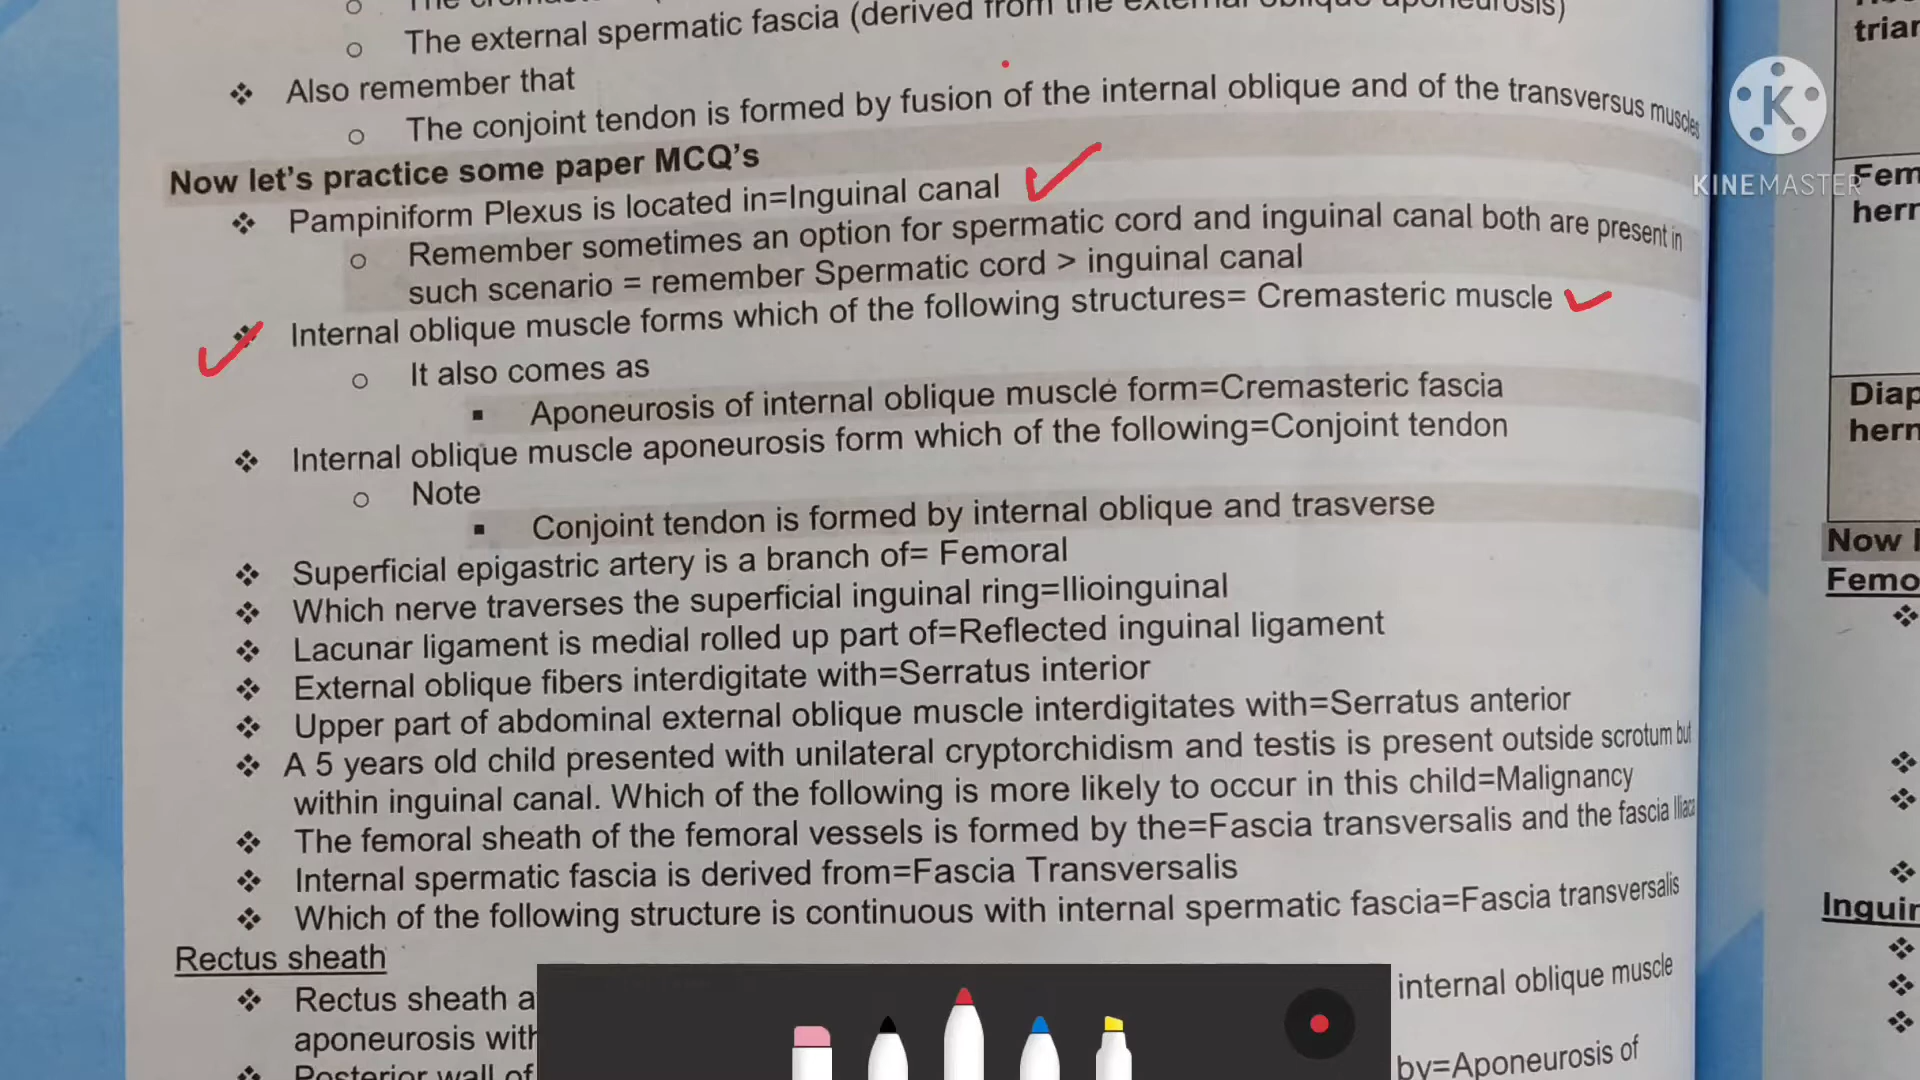 The external spermatic fascia (derived from the external oblique aponeurosis)
Also remember that
The conjoint tendon is formed by fusion of the internal oblique and of the transversus muscles
Now let's practice some paper MCQ's
Pampiniform Plexus is located in=Inguinal canal
Remember sometimes an option for spermatic cord and inguinal canal both are present in
such scenario = remember Spermatic cord > inguinal canal
Internal oblique muscle forms which of the following structures= Cremasteric muscle
It also comes as
Aponeurosis of internal oblique muscle form=Cremasteric fascia
Internal oblique muscle aponeurosis form which of the following=Conjoint tendon
Note
Conjoint tendon is formed by internal oblique and trasverse
Superficial epigastric artery is a branch of= Femoral
Which nerve traverses the superficial inguinal ring=Ilioinguinal
Lacunar ligament is medial rolled up part of=Reflected inguinal ligament
External oblique fibers interdigitate with=Serratus interior
Upper part of abdominal external oblique muscle interdigitates with=Serratus anterior
A 5 years old child presented with unilateral cryptorchidism and testis is present outside scrotum but
within inguinal canal. Which of the following is more likely to occur in this child=Malignancy
The femoral sheath of the femoral vessels is formed by the=Fascia transversalis and the fascia Iliaca
Internal spermatic fascia is derived from=Fascia Transversalis
Which of the following structure is continuous with internal spermatic fascia=Fascia transversalis
Rectus sheath
Rectus sheath a internal oblique muscle
aponeurosis with
Posterior wall of by=Aponeurosis of
K
KINEMASTER
trian
Fem
hern
Diap
hern
Now l
Femo
Inguin